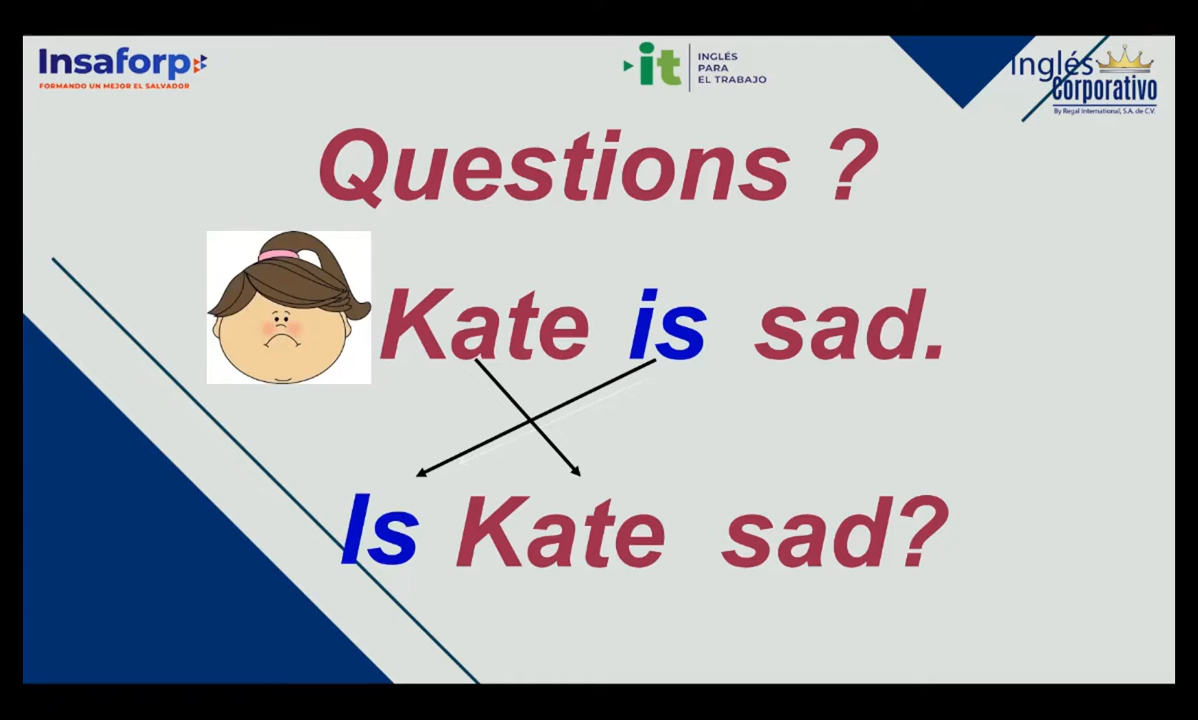 Insaforp
FORMANDO UN MEJOR EL SALVADOR
it
INGLÉS
PARA
EL TRABAJO
Inglés
Corporativo
By Regal International, S.A. de C.V.
Questions ?
Kate is sad.
Is Kate sad?